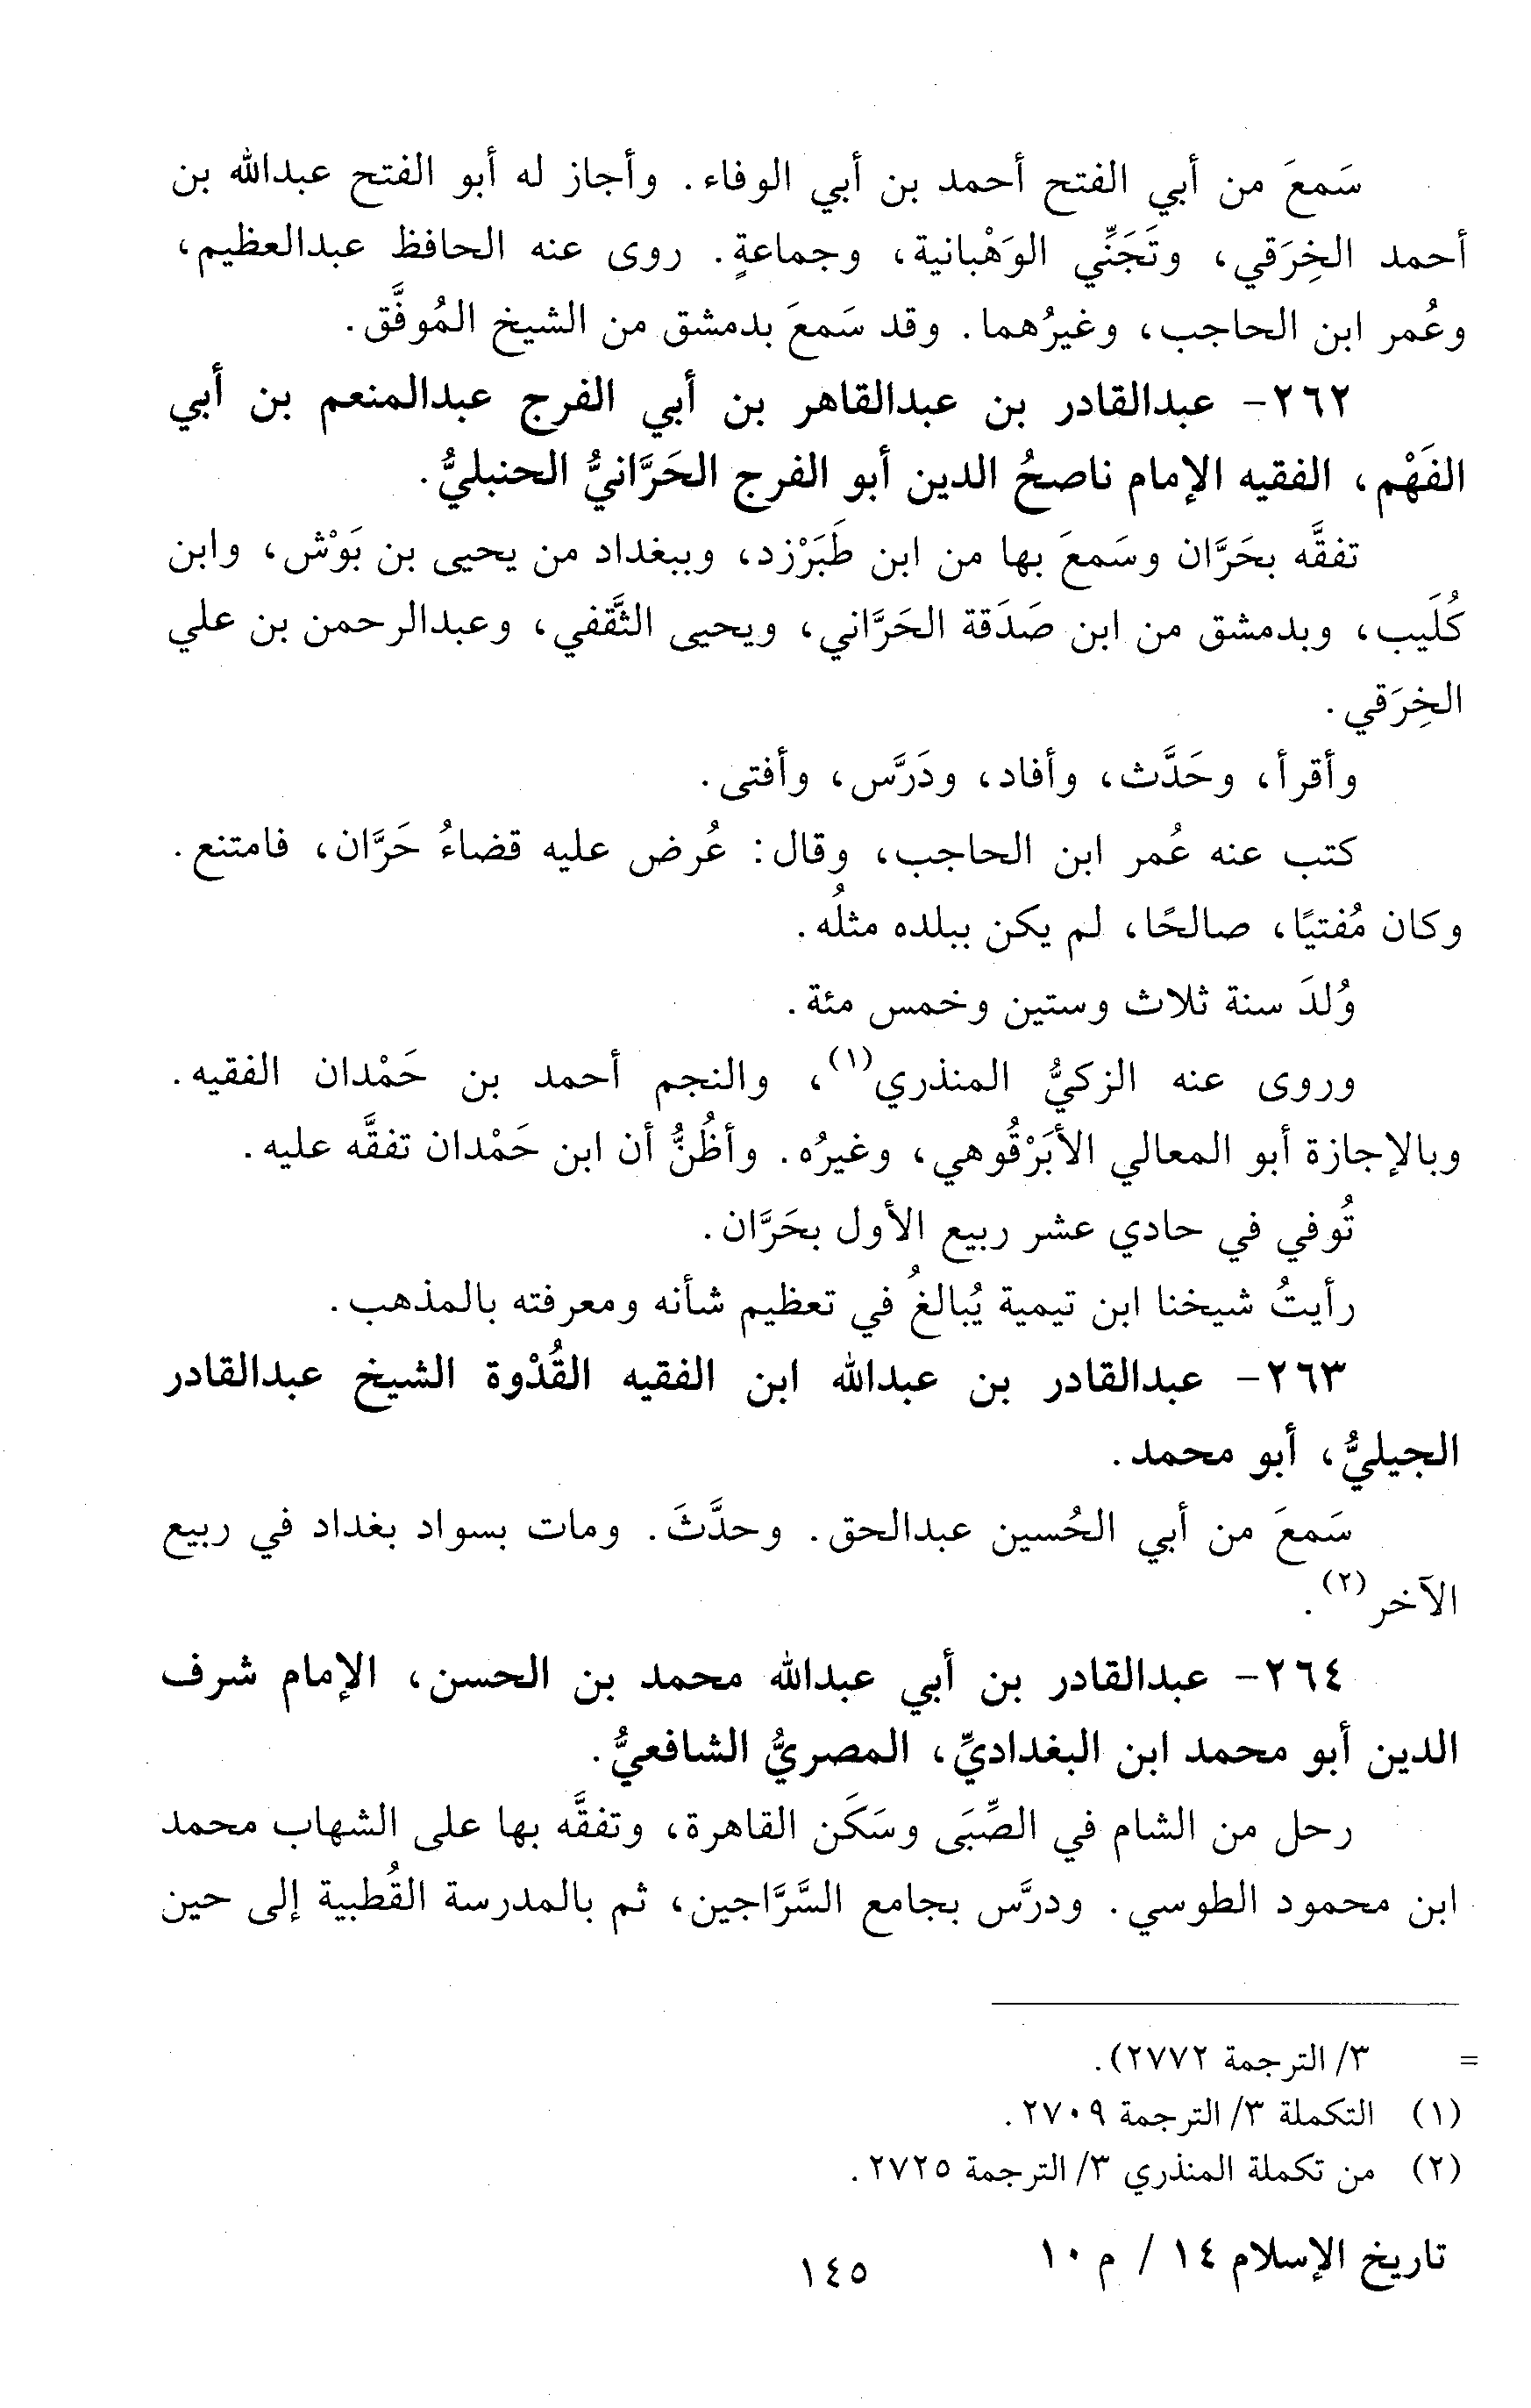 سَمعَ من أبي الفتح أحمد بن أبي الوفاء. وأجاز له أبو الفتح عبدالله بن
أحمد الخِرَقي، وتَجَنِّي الوَهْبانية، وجماعةٍ. روى عنه الحافظ عبدالعظيم،
وعُمر ابن الحاجب، وغيرُهما. وقد سَمعَ بدمشق من الشيخ المُوفَّق.
٢٦٢- عبدالقادر بن عبدالقاهر بن أبي الفرج عبدالمنعم بن أبي
الفَهْم، الفقيه الإمام ناصحُ الدين أبو الفرج الحَرَّانيُّ الحنبليُّ.
تفقَّه بحَرَّان وسَمعَ بها من ابن طَبَرْزد، وببغداد من يحيى بن بَوْش، وابن
كُلَيب، وبدمشق من ابن صَدَقة الحَرَّاني، ويحيى الثَّقفي، وعبدالرحمن بن علي
الخِرَقي.
وأقرأ، وحَدَّث، وأفاد، ودَرَّس، وأفتى.
كتب عنه عُمر ابن الحاجب، وقال: عُرض عليه قضاءُ حَرَّان، فامتنع.
وكان مُفتيًا، صالحًا، لم يكن ببلده مثلُه.
وُلدَ سنة ثلاث وستين وخمس مئة.
وروى عنه الزكيُّ المنذري(١)، والنجم أحمد بن حَمْدان الفقيه.
وبالإجازة أبو المعالي الأبَرْقُوهي، وغيرُه. وأظُنُّ أن ابن حَمْدان تفقَّه عليه.
تُوفي في حادي عشر ربيع الأول بحَرَّان.
رأيتُ شيخنا ابن تيمية يُبالغُ في تعظيم شأنه ومعرفته بالمذهب.
٢٦٣- عبدالقادر بن عبدالله ابن الفقيه القُدْوة الشيخ عبدالقادر
الجيليُّ، أبو محمد.
سَمعَ من أبي الحُسين عبدالحق. وحدَّثَ. ومات بسواد بغداد في ربيع
الآخر(٢).
٢٦٤- عبدالقادر بن أبي عبدالله محمد بن الحسن، الإمام شرف
الدين أبو محمد ابن البغداديِّ، المصريُّ الشافعيُّ.
رحل من الشام في الصِّبَى وسَكَن القاهرة، وتفقَّه بها على الشهاب محمد
ابن محمود الطوسي. ودرَّس بجامع السَّرَّاجين، ثم بالمدرسة القُطبية إلى حين
= ٣/ الترجمة ٢٧٧٢).
(١) التكملة ٣/ الترجمة ٢٧٠٩.
(٢) من تكملة المنذري ٣/ الترجمة ٢٧٢٥.
تاريخ الإسلام ١٤ / م ١٠
١٤٥